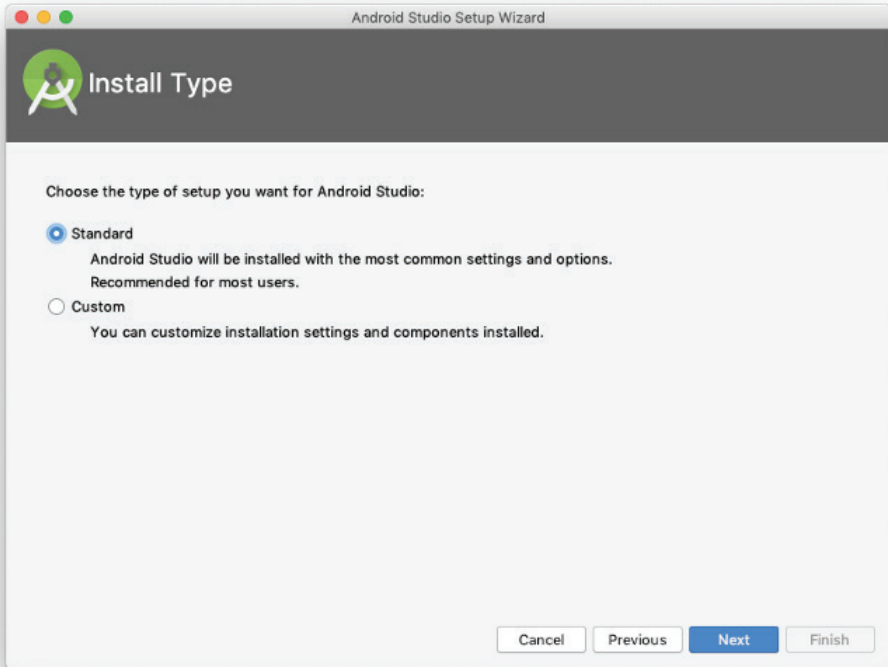 Android Studio Setup Wizard
Install Type
Choose the type of setup you want for Android Studio:
Standard
Android Studio will be installed with the most common settings and options.
Recommended for most users.
Custom
You can customize installation settings and components installed.
Cancel Previous Next Finish